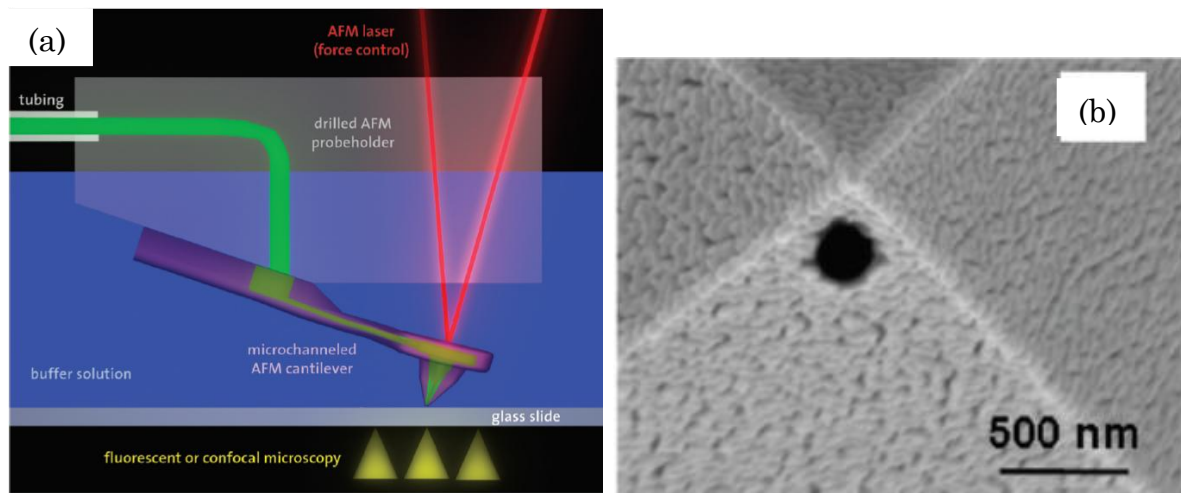 (a)
AFM laser
(force control)
tubing
drilled AFM
probeholder
microchanneled
AFM cantilever
buffer solution
glass slide
fluorescent or confocal microscopy
(b)
500 nm